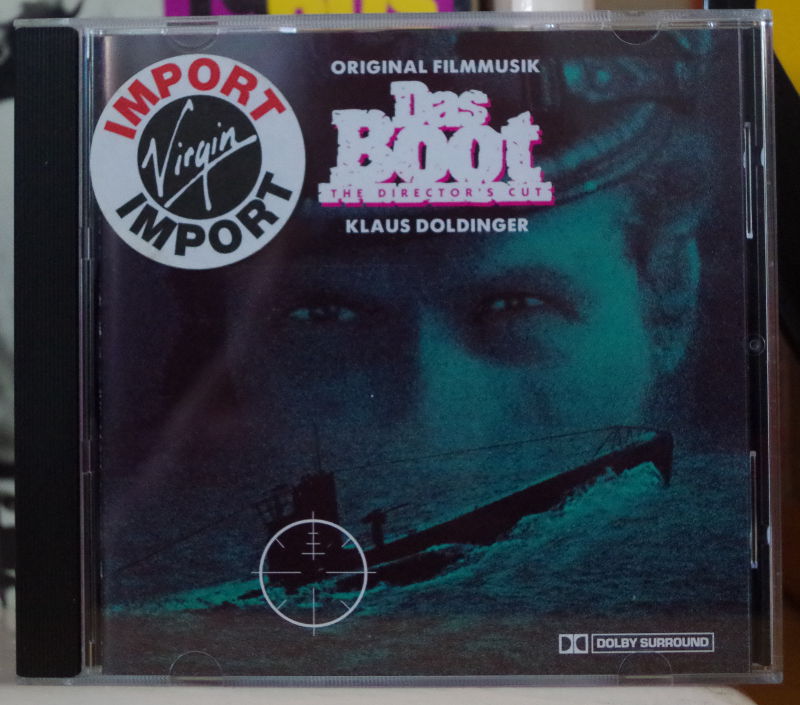 IMPORT
Virgin
IMPORT
ORIGINAL FILMMUSIK
Das
Boot
THE DIRECTOR'S CUT
KLAUS DOLDINGER
DOLBY SURROUND